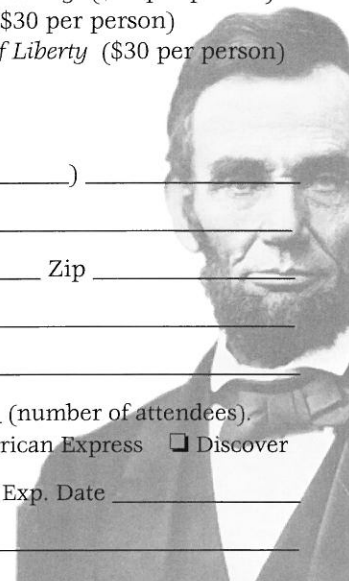 $30 per person)
f Liberty ($30 per person)
)
Zip
(number of attendees).
rican Express ❏ Discover
Exp. Date